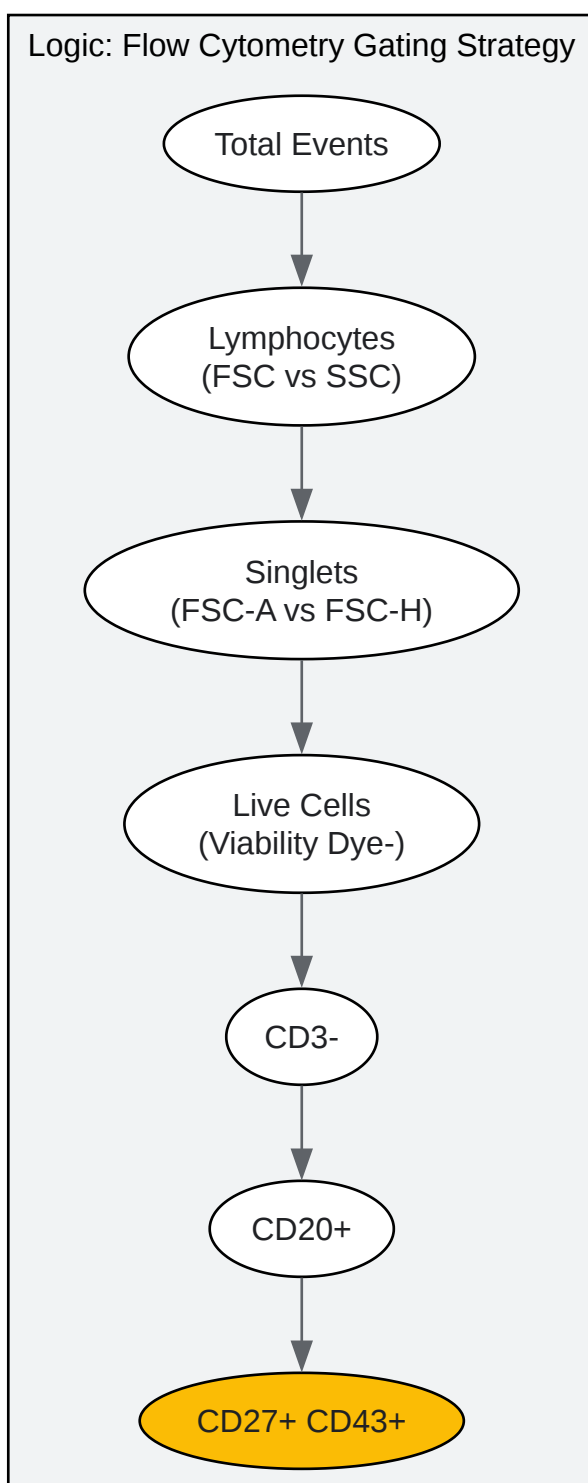 Logic: Flow Cytometry Gating Strategy
Total Events
Lymphocytes
(FSC vs SSC)
Singlets
(FSC-A vs FSC-H)
Live Cells
(Viability Dye-)
CD3-
CD20+
CD27+ CD43+